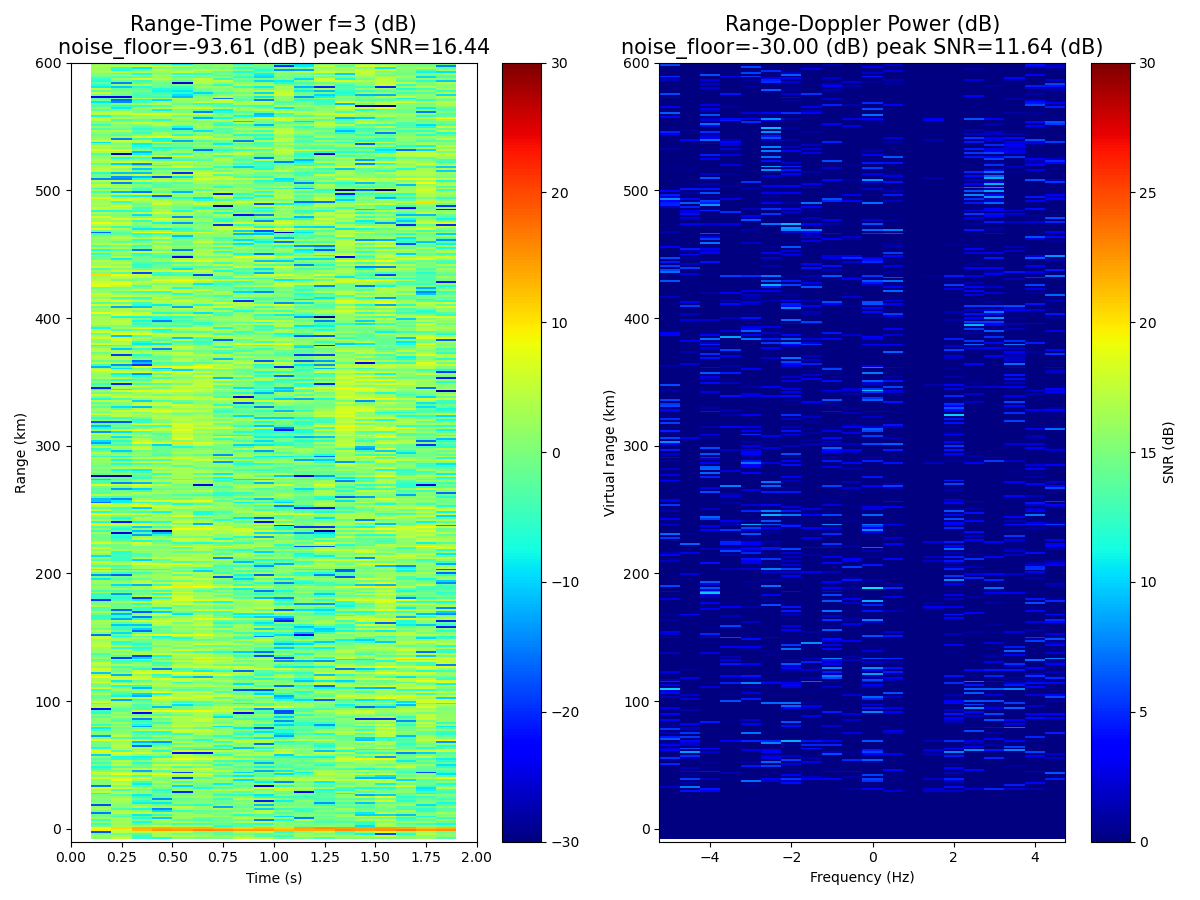 Range-Time Power f=3 (dB)
noise_floor=-93.61 (dB) peak SNR=16.44
Range-Doppler Power (dB)
noise_floor=-30.00 (dB) peak SNR=11.64 (dB)
600
500
400
300
200
100
0
Range (km)
0.00 0.25 0.50 0.75 1.00 1.25 1.50 1.75 2.00
Time (s)
30
20
10
0
−10
−20
−30
600
500
400
300
200
100
0
Virtual range (km)
−4 −2 0 2 4
Frequency (Hz)
30
25
20
15
10
5
0
SNR (dB)